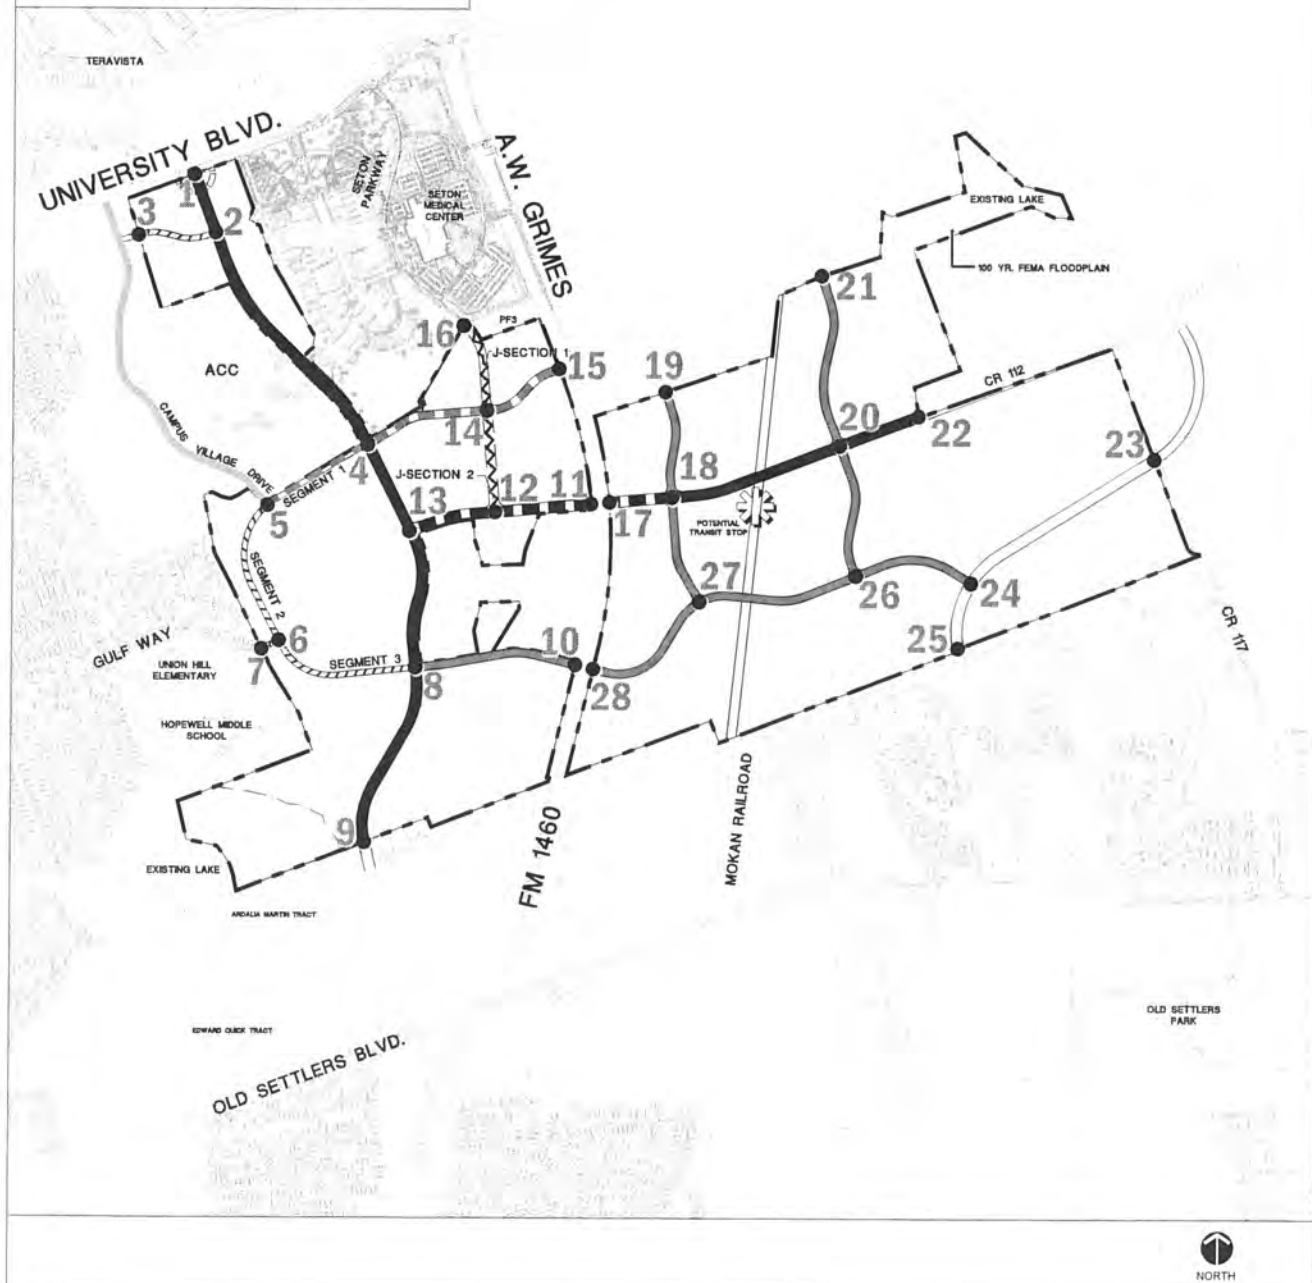 TERAVISTA
UNIVERSITY BLVD.
SETON
PARKWAY
SETON
MEDICAL
CENTER
A.W. GRIMES
EXISTING LAKE
100 YR. FEMA FLOODPLAIN
1
2
3
21
16
PF3
J-SECTION 1
15
ACC
19
CR 112
CAMPUS VILLAGE DRIVE
14
20
22
4
23
SEGMENT 1
J-SECTION 2
5
13
12
11
17
18
POTENTIAL
TRANSIT STOP
SEGMENT 2
27
26
24
GULF WAY
6
7
UNION HILL
ELEMENTARY
SEGMENT 3
8
10
28
25
CR 117
HOPEWELL MIDDLE
SCHOOL
9
EXISTING LAKE
FM 1460
MOKAN RAILROAD
ARDALIA MARTIN TRACT
EDWARD QUICK TRACT
OLD SETTLERS BLVD.
OLD SETTLERS
PARK
NORTH